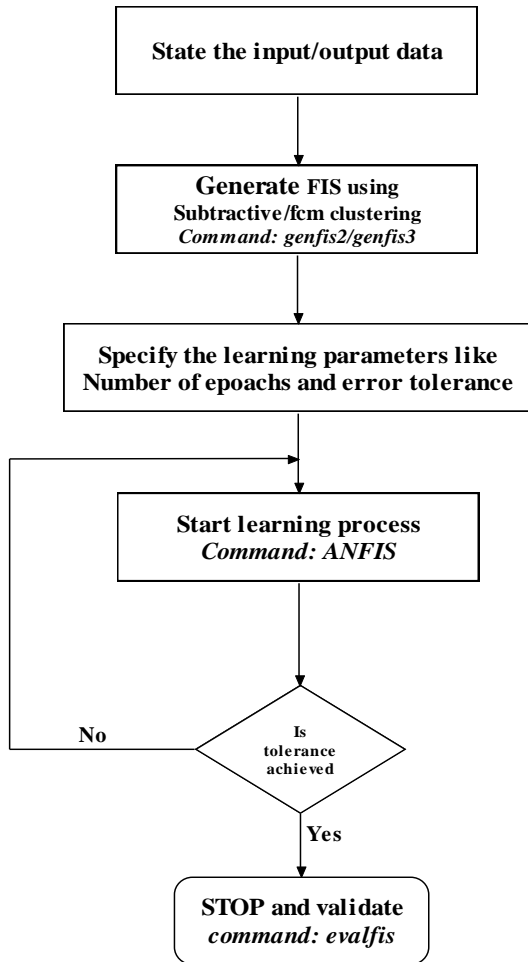 State the input/output data
Generate FIS using
Subtractive/fcm clustering
Command: genfis2/genfis3
Specify the learning parameters like
Number of epoachs and error tolerance
Start learning process
Command: ANFIS
Is
tolerance
achieved
No
Yes
STOP and validate
command: evalfis